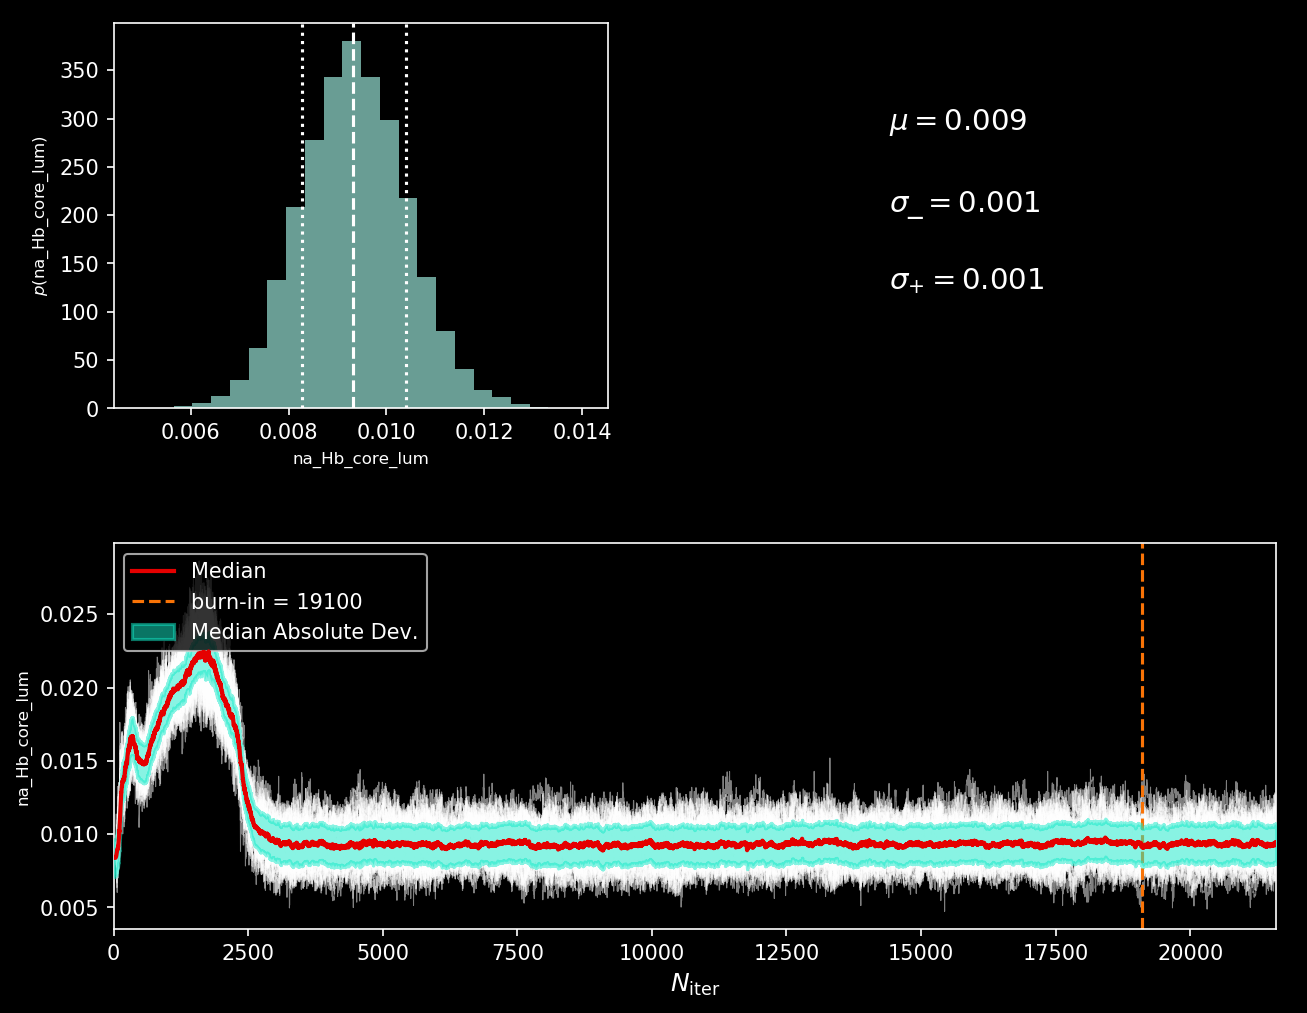 350
300
250
200
150
100
50
0
p(na_Hb_core_lum)
0.006 0.008 0.010 0.012 0.014
na_Hb_core_lum
μ = 0.009
σ₋ = 0.001
σ₊ = 0.001
Median
burn-in = 19100
Median Absolute Dev.
0.025
0.020
0.015
0.010
0.005
na_Hb_core_lum
0 2500 5000 7500 10000 12500 15000 17500 20000
N_iter